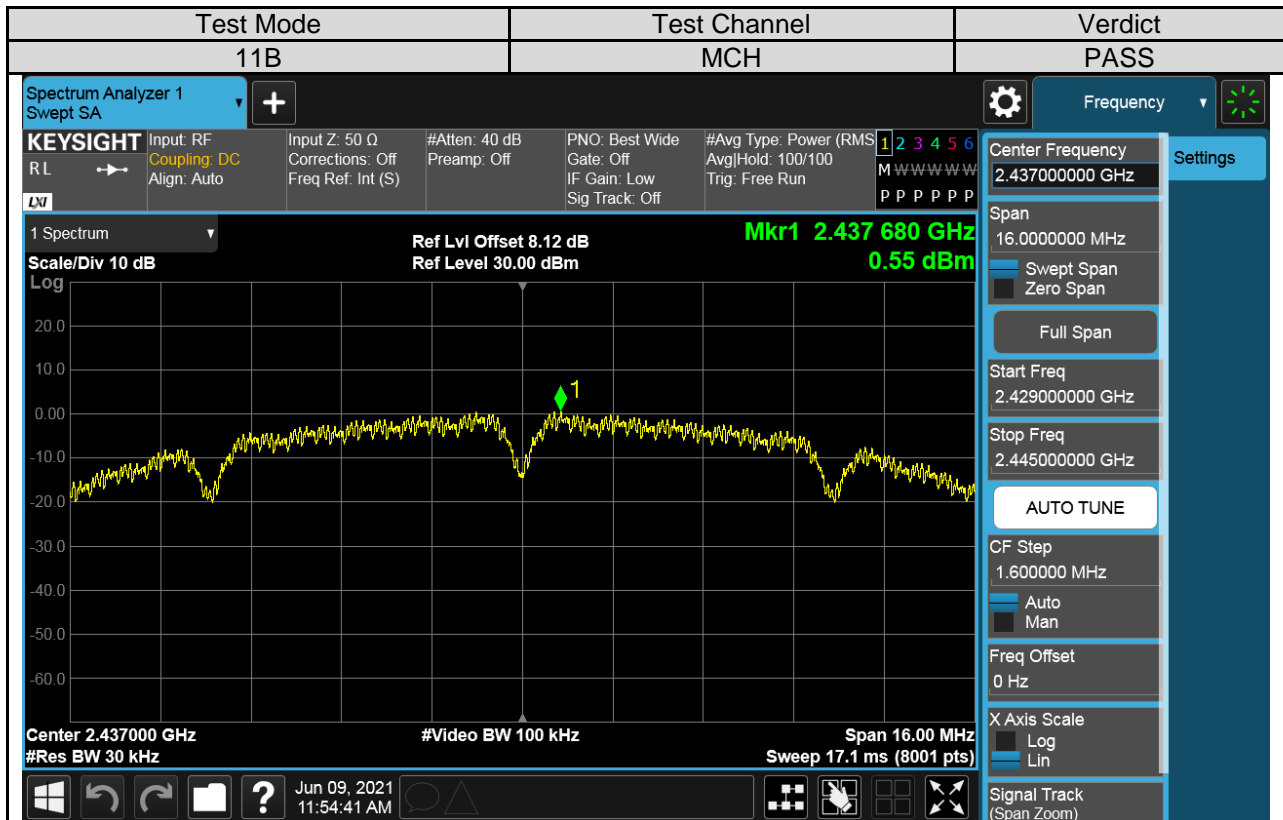 Test Mode Test Channel Verdict
11B MCH PASS
Spectrum Analyzer 1
Swept SA
+
Frequency
KEYSIGHT
RL
LXI
Input: RF
Coupling: DC
Align: Auto
Input Z: 50 Ω
Corrections: Off
Freq Ref: Int (S)
#Atten: 40 dB
Preamp: Off
PNO: Best Wide
Gate: Off
IF Gain: Low
Sig Track: Off
#Avg Type: Power (RMS
Avg|Hold: 100/100
Trig: Free Run
1 2 3 4 5 6
M W W W W W
P P P P P P
1 Spectrum
Scale/Div 10 dB
Log
Ref Lvl Offset 8.12 dB
Ref Level 30.00 dBm
Mkr1 2.437 680 GHz
0.55 dBm
1
20.0
10.0
0.00
-10.0
-20.0
-30.0
-40.0
-50.0
-60.0
Center 2.437000 GHz
#Res BW 30 kHz
#Video BW 100 kHz
Span 16.00 MHz
Sweep 17.1 ms (8001 pts)
?
Jun 09, 2021
11:54:41 AM
Center Frequency
2.437000000 GHz
Settings
Span
16.0000000 MHz
Swept Span
Zero Span
Full Span
Start Freq
2.429000000 GHz
Stop Freq
2.445000000 GHz
AUTO TUNE
CF Step
1.600000 MHz
Auto
Man
Freq Offset
0 Hz
X Axis Scale
Log
Lin
Signal Track
(Span Zoom)